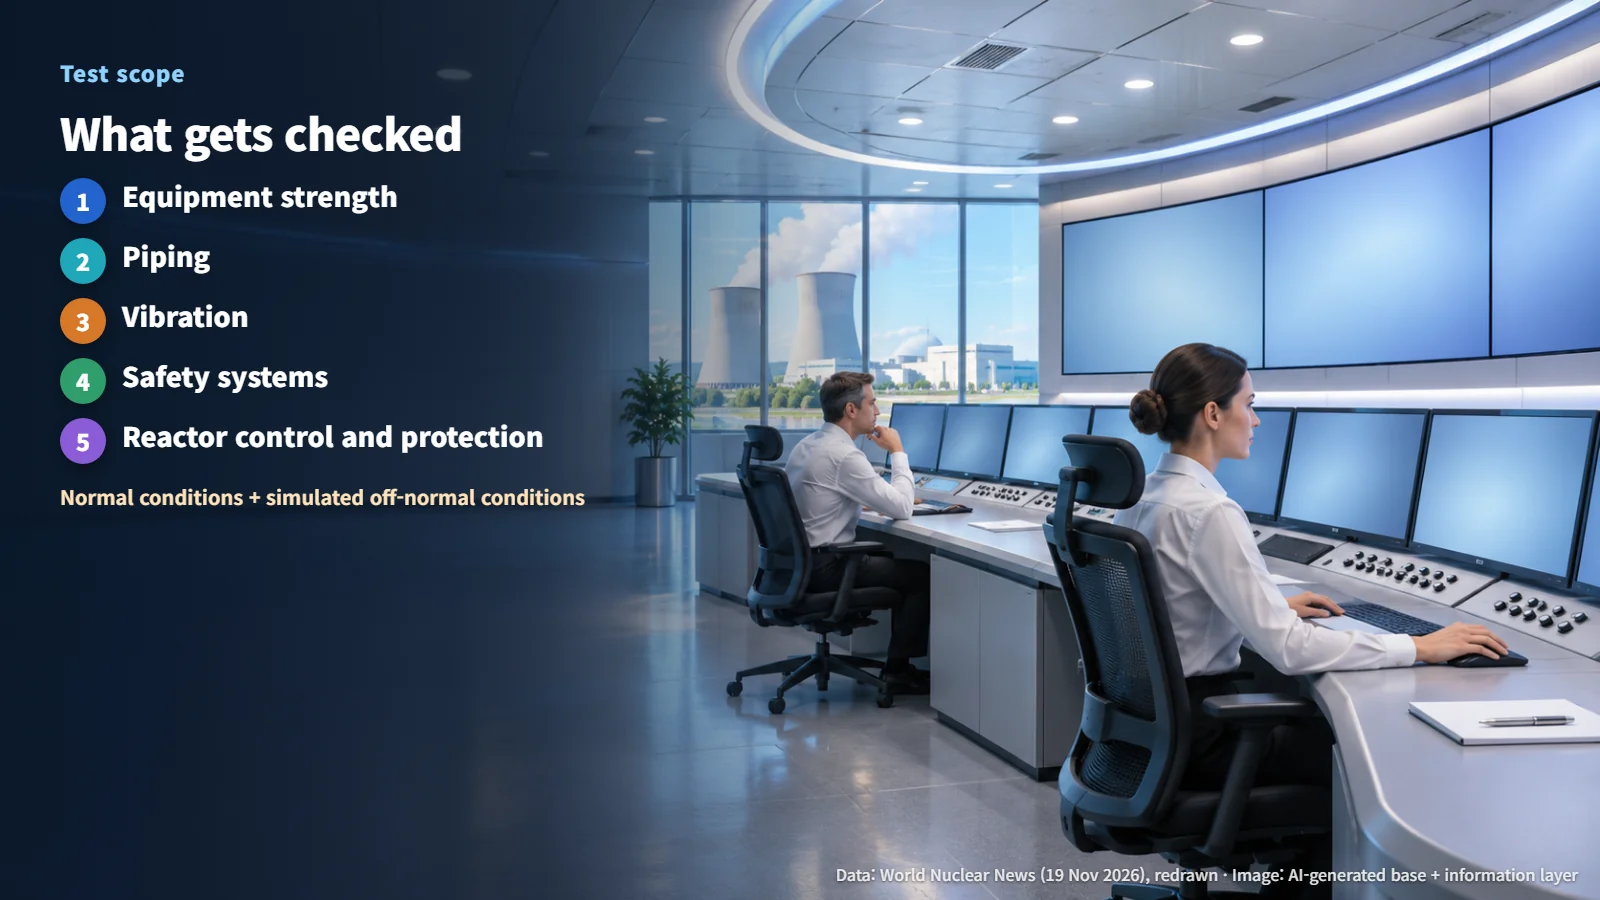 Test scope
What gets checked
1 Equipment strength
2 Piping
3 Vibration
4 Safety systems
5 Reactor control and protection
Normal conditions + simulated off-normal conditions
Data: World Nuclear News (19 Nov 2026), redrawn · Image: AI-generated base + information layer